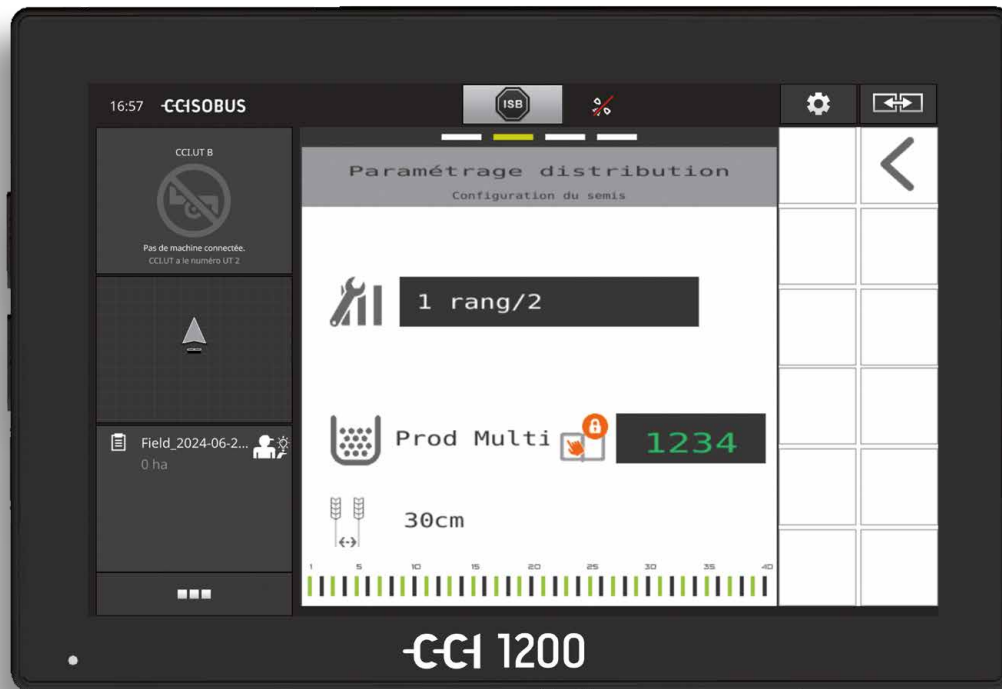 16:57 CCISOBUS
ISB
CCI.UT B
Pas de machine connectée.
CCI.UT a le numéro UT 2
Field_2024-06-2...
0 ha
Paramétrage distribution
Configuration du semis
1 rang/2
Prod Multi 1234
30cm
1 5 10 15 20 25 30 35 40
CCI 1200